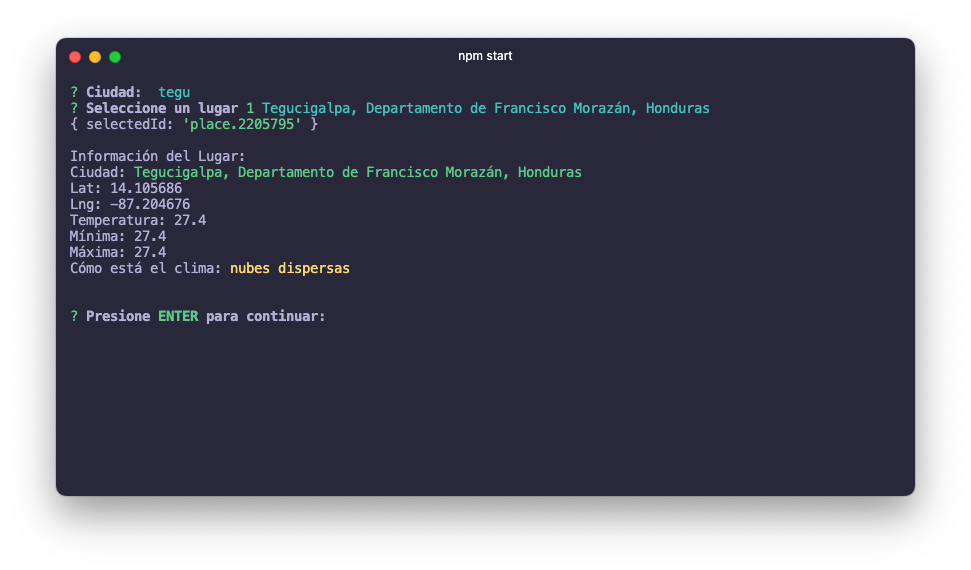 npm start
? Ciudad:  tegu
? Seleccione un lugar 1 Tegucigalpa, Departamento de Francisco Morazán, Honduras
{ selectedId: 'place.2205795' }
Información del Lugar:
Ciudad: Tegucigalpa, Departamento de Francisco Morazán, Honduras
Lat: 14.105686
Lng: -87.204676
Temperatura: 27.4
Mínima: 27.4
Máxima: 27.4
Cómo está el clima: nubes dispersas
? Presione ENTER para continuar: